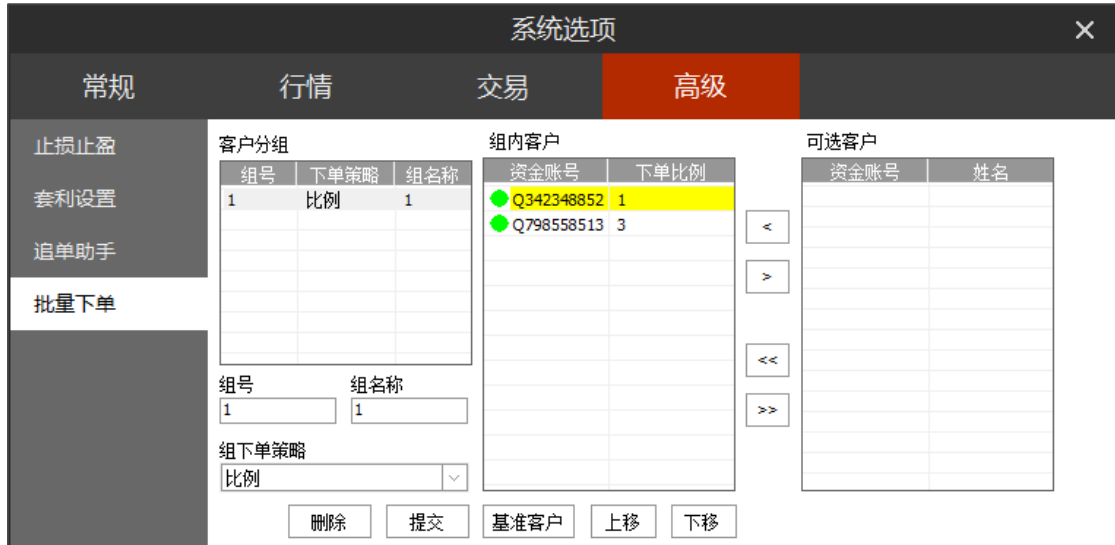 系统选项
常规 行情 交易 高级
止损止盈
套利设置
追单助手
批量下单
客户分组
组号 下单策略 组名称
1 比例 1
组号 组名称
1 1
组下单策略
比例
组内客户
资金账号 下单比例
Q342348852 1
Q798558513 3
<
>
<<
>>
可选客户
资金账号 姓名
删除 提交 基准客户 上移 下移